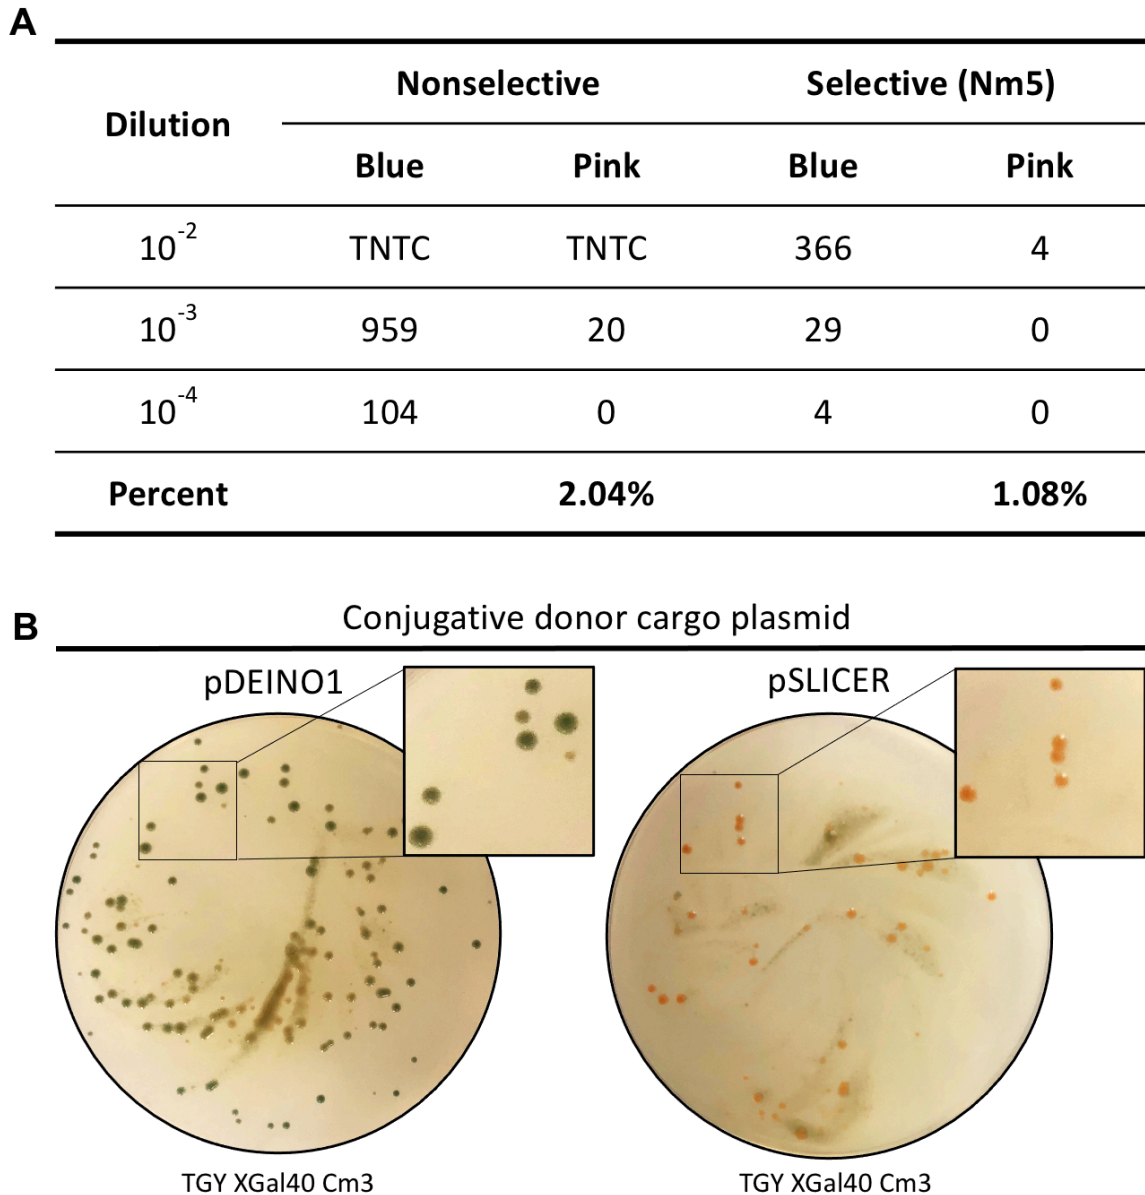 A
Dilution Nonselective Selective (Nm5)
Blue Pink Blue Pink
10^-2 TNTC TNTC 366 4
10^-3 959 20 29 0
10^-4 104 0 4 0
Percent 2.04% 1.08%
B
Conjugative donor cargo plasmid
pDEINO1 pSLICER
TGY XGal40 Cm3 TGY XGal40 Cm3